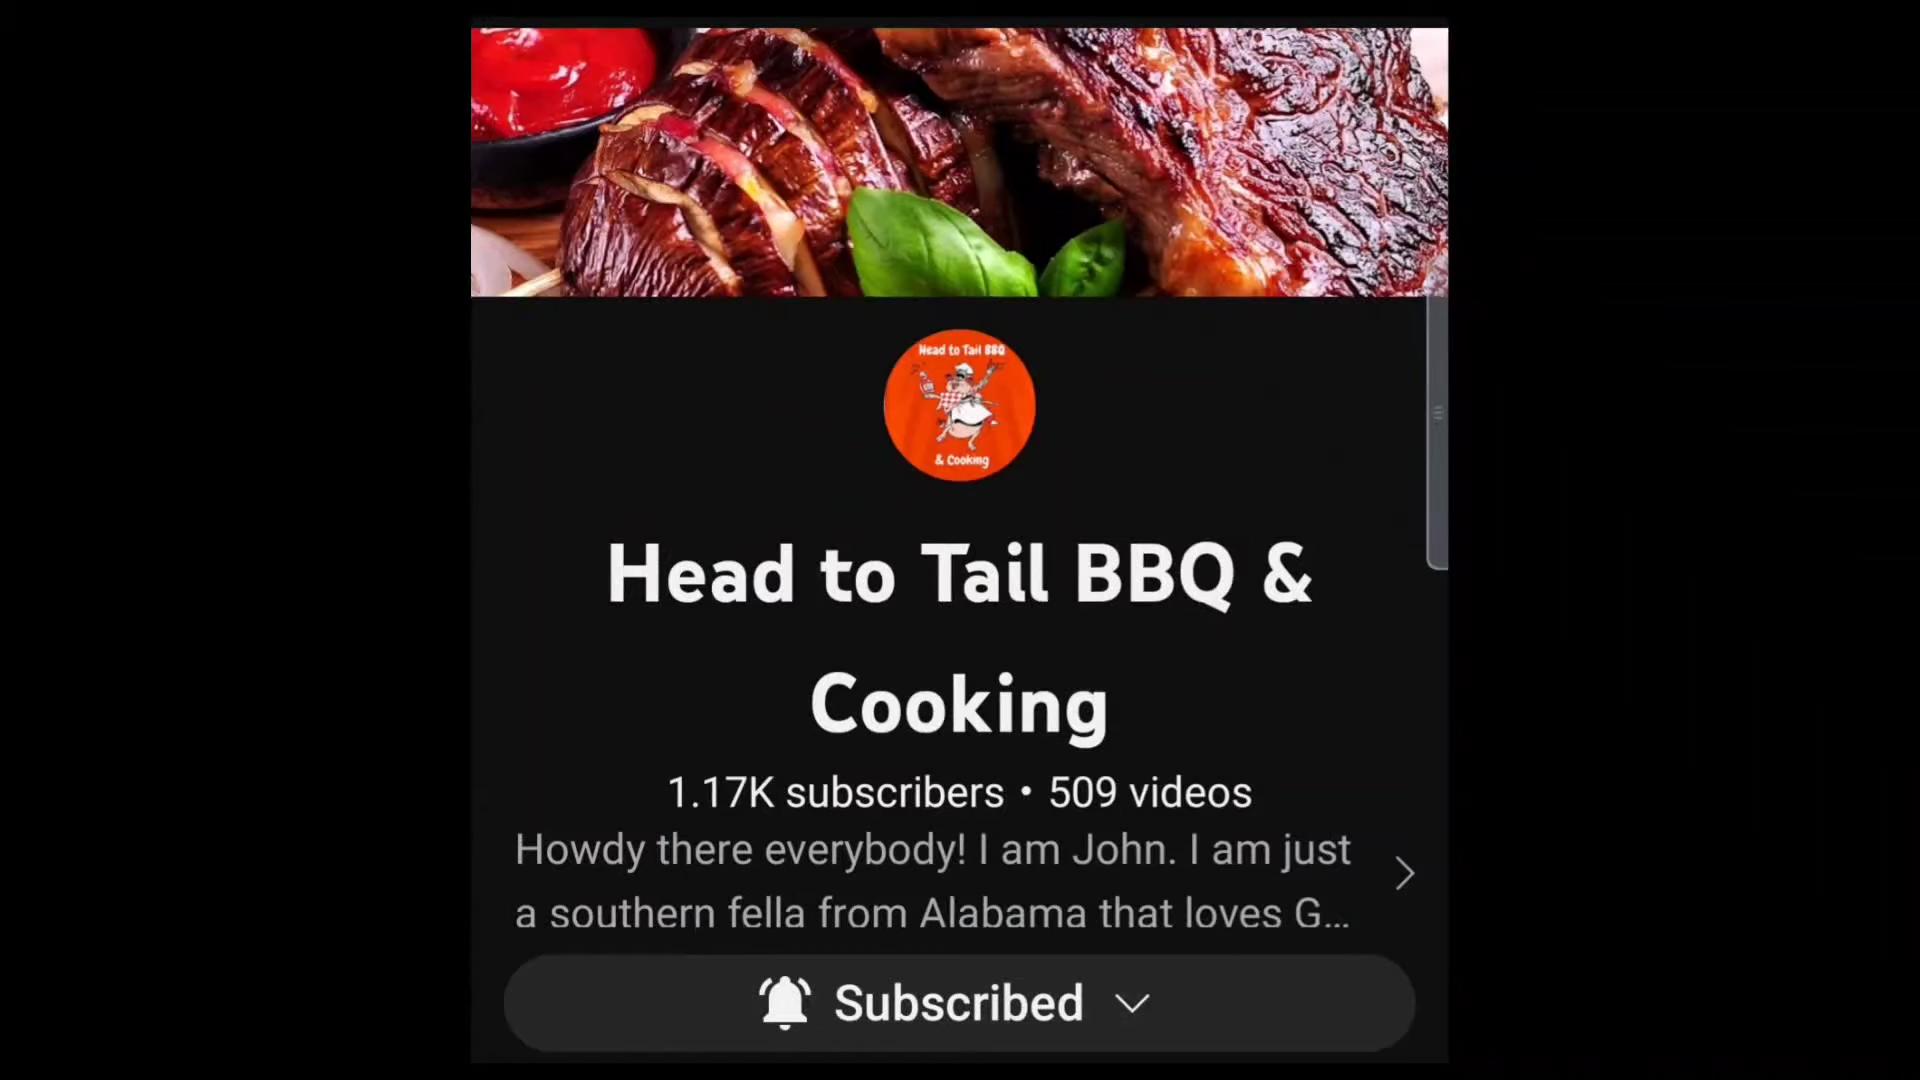 Head to Tail BBQ
& Cooking
Head to Tail BBQ &
Cooking
1.17K subscribers • 509 videos
Howdy there everybody! I am John. I am just
a southern fella from Alabama that loves G...
Subscribed